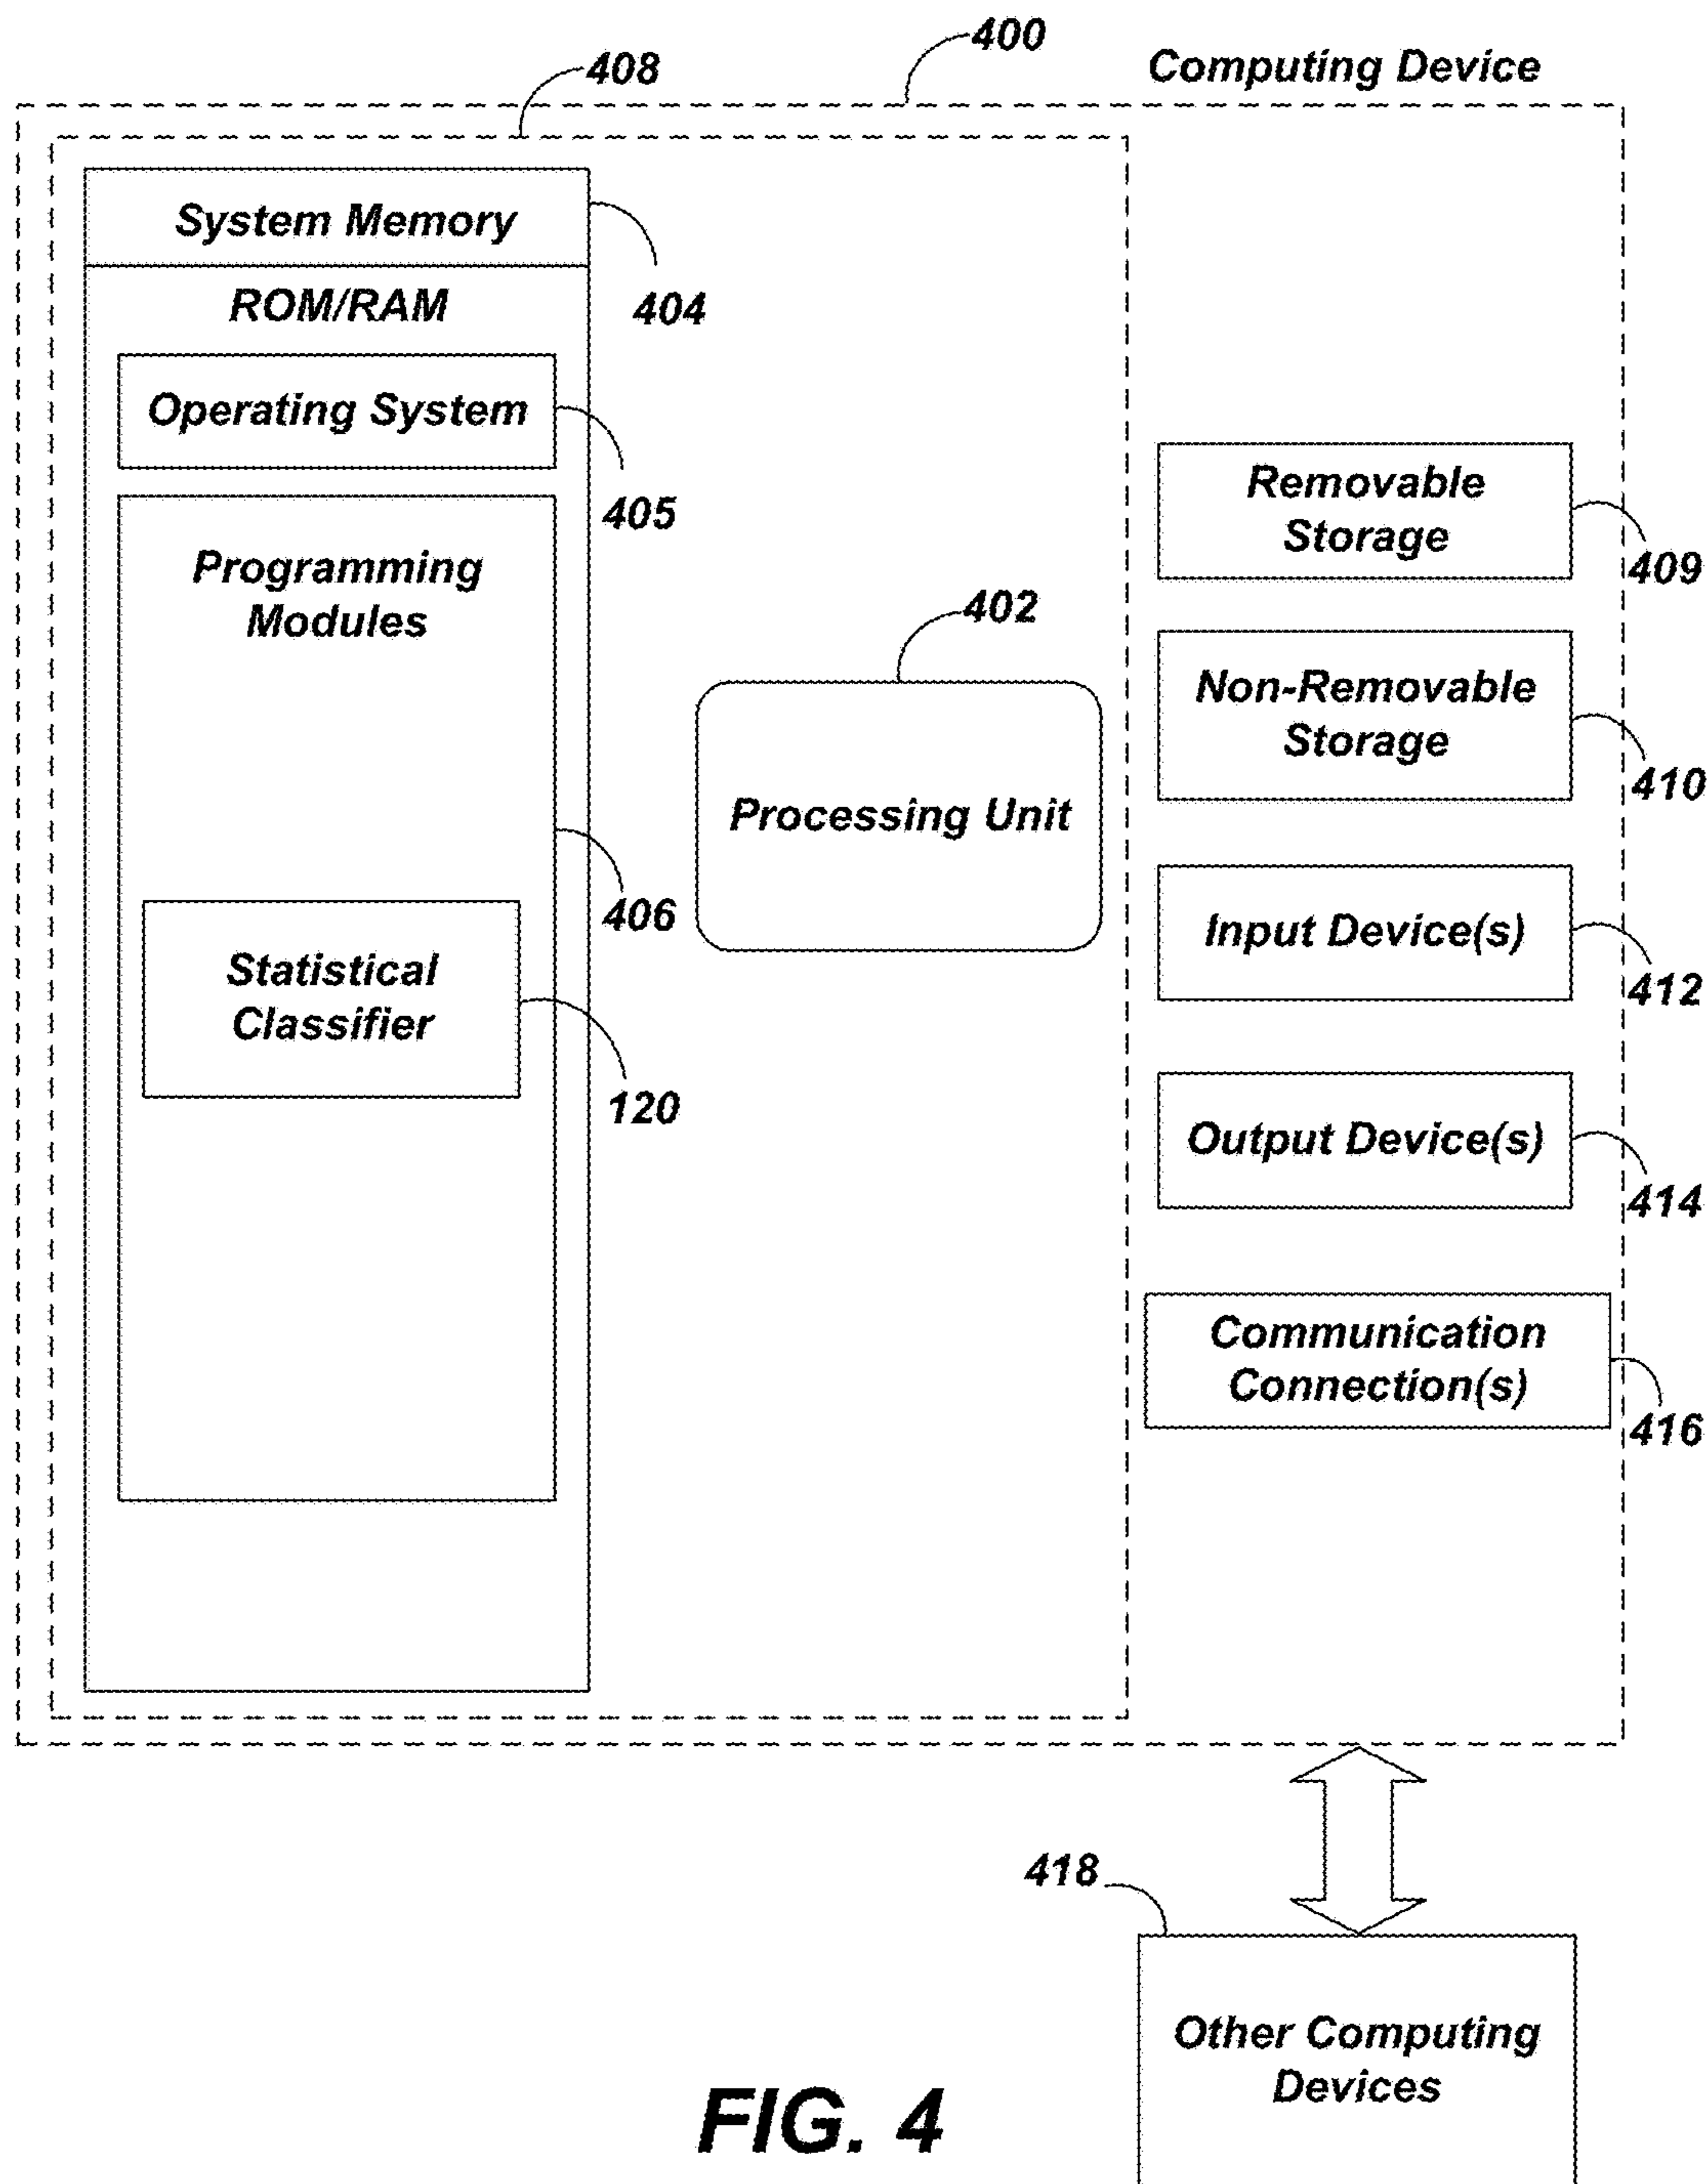 400
Computing Device
408
System Memory
404
ROM/RAM
Operating System
405
Programming
Modules
406
Statistical
Classifier
120
402
Processing Unit
Removable
Storage
409
Non-Removable
Storage
410
Input Device(s)
412
Output Device(s)
414
Communication
Connection(s)
416
418
Other Computing
Devices
FIG. 4